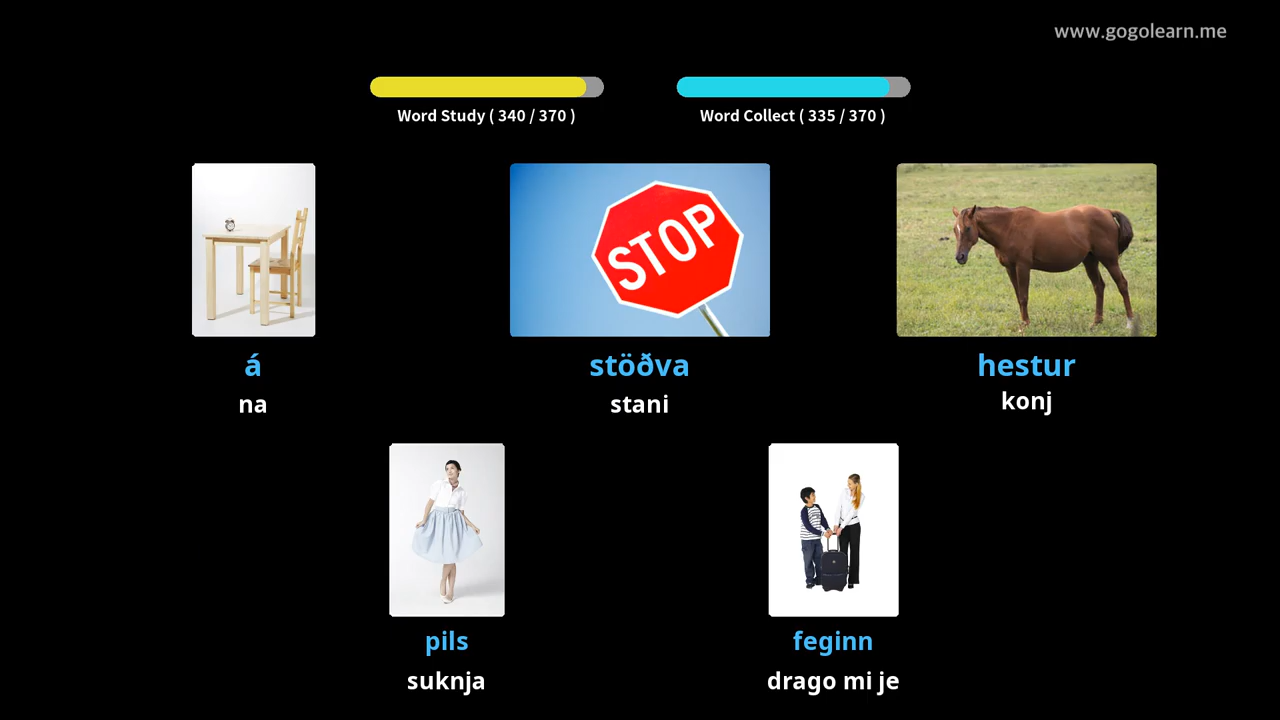 www.gogolearn.me
Word Study ( 340 / 370 )
Word Collect ( 335 / 370 )
STOP
á
na
stöðva
stani
hestur
konj
pils
suknja
feginn
drago mi je